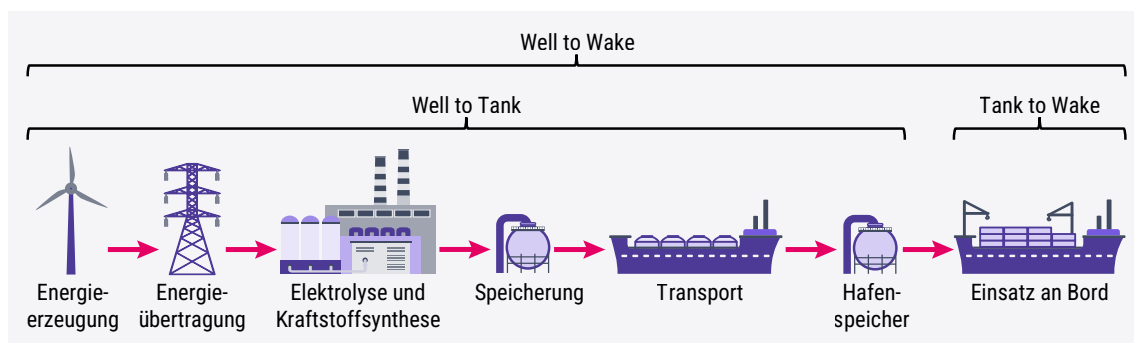 Well to Wake
Well to Tank
Tank to Wake
Energie-
erzeugung
Energie-
übertragung
Elektrolyse und
Kraftstoffsynthese
Speicherung
Transport
Hafen-
speicher
Einsatz an Bord